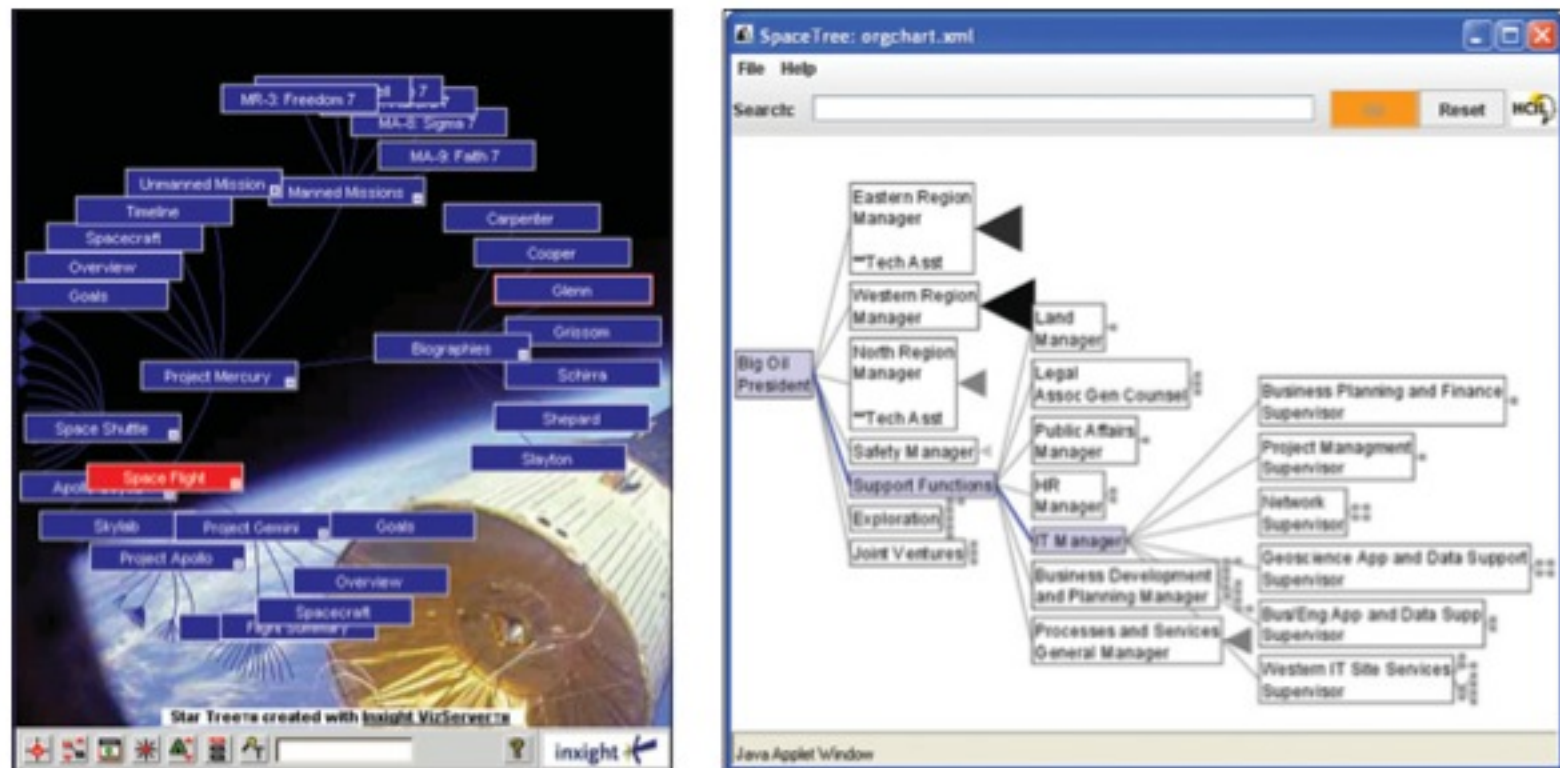 MR-3: Freedom 7
MA-8: Sigma 7
MA-9: Faith 7
Unmanned Mission
Manned Missions
Timeline
Spacecraft
Overview
Goals
Carpenter
Cooper
Glenn
Grissom
Schirra
Shepard
Slayton
Biographies
Project Mercury
Space Shuttle
Space Flight
Skylab
Project Gemini
Goals
Project Apollo
Overview
Spacecraft
Flight Summary
Star Tree™ created with Inxight VizServer™
inxight
SpaceTree: orgchart.xml
File Help
Search:
Reset
HCIL
Big Oil
President
Eastern Region
Manager
**Tech Asst
Western Region
Manager
North Region
Manager
**Tech Asst
Safety Manager
Support Functions
Exploration
Joint Ventures
Land
Manager
Legal
Assoc Gen Counsel
Public Affairs
Manager
HR
Manager
IT Manager
Business Development
and Planning Manager
Processes and Services
General Manager
Business Planning and Finance
Supervisor
Project Managment
Supervisor
Network
Supervisor
Geoscience App and Data Support
Supervisor
Bus/Eng App and Data Supp
Supervisor
Western IT Site Services
Supervisor
Java Applet Window